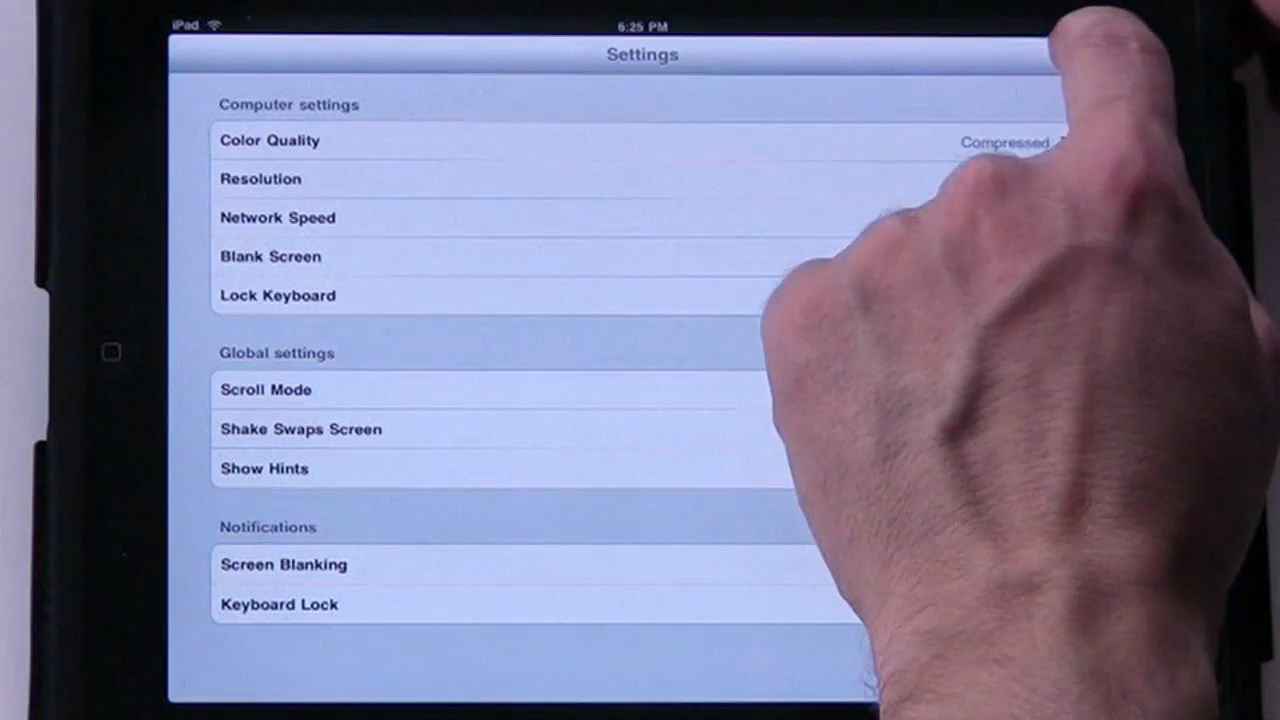 iPad
6:25 PM
Settings
Computer settings
Color Quality
Compressed
Resolution
Network Speed
Blank Screen
Lock Keyboard
Global settings
Scroll Mode
Shake Swaps Screen
Show Hints
Notifications
Screen Blanking
Keyboard Lock